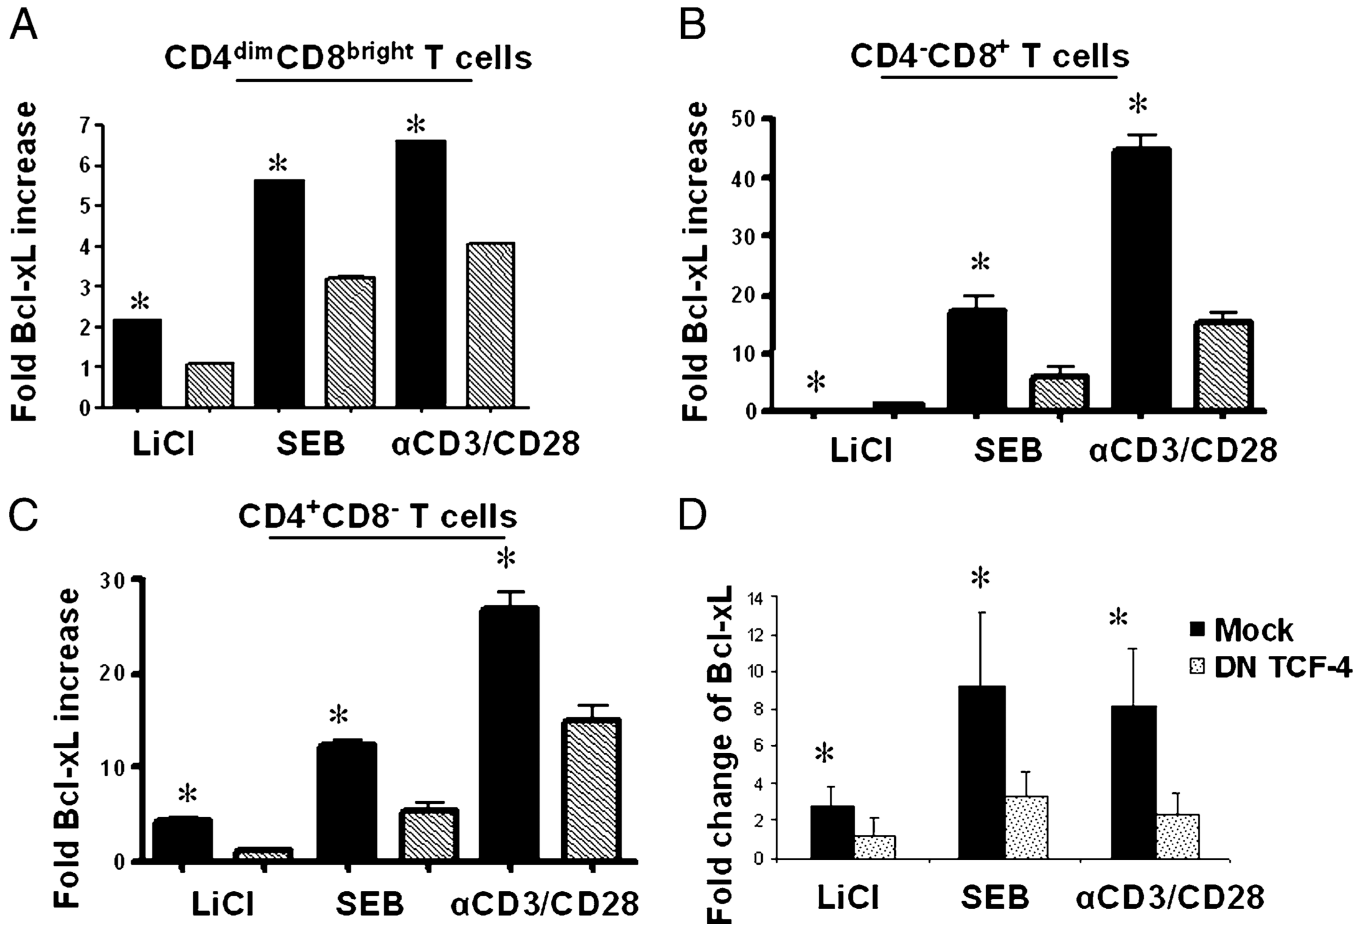 A
CD4dimCD8bright T cells
Fold Bcl-xL increase
7
6
5
4
3
2
1
0
*
*
*
LiCl
SEB
αCD3/CD28
B
CD4-CD8+ T cells
Fold Bcl-xL increase
50
40
30
20
10
0
*
*
*
LiCl
SEB
αCD3/CD28
C
CD4+CD8- T cells
Fold Bcl-xL increase
30
20
10
0
*
*
*
LiCl
SEB
αCD3/CD28
D
Fold change of Bcl-xL
14
12
10
8
6
4
2
0
*
*
*
LiCl
SEB
αCD3/CD28
Mock
DN TCF-4